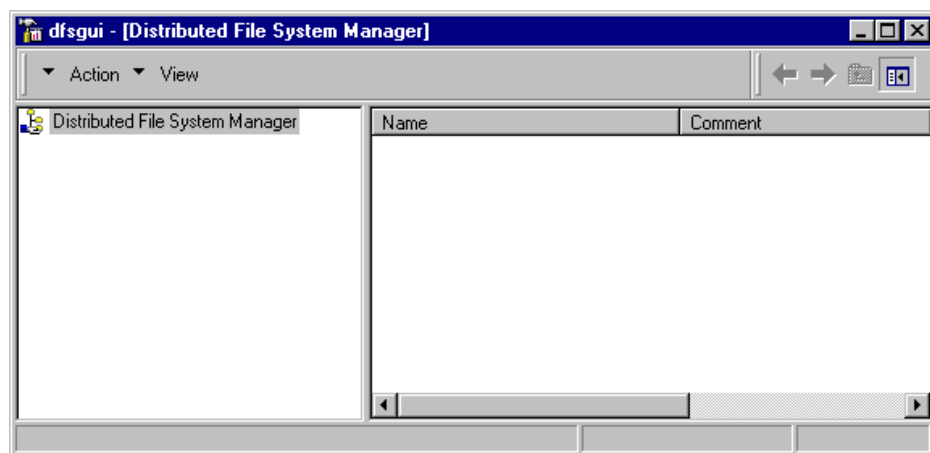 dfsgui - [Distributed File System Manager]
Action View
Distributed File System Manager
Name Comment